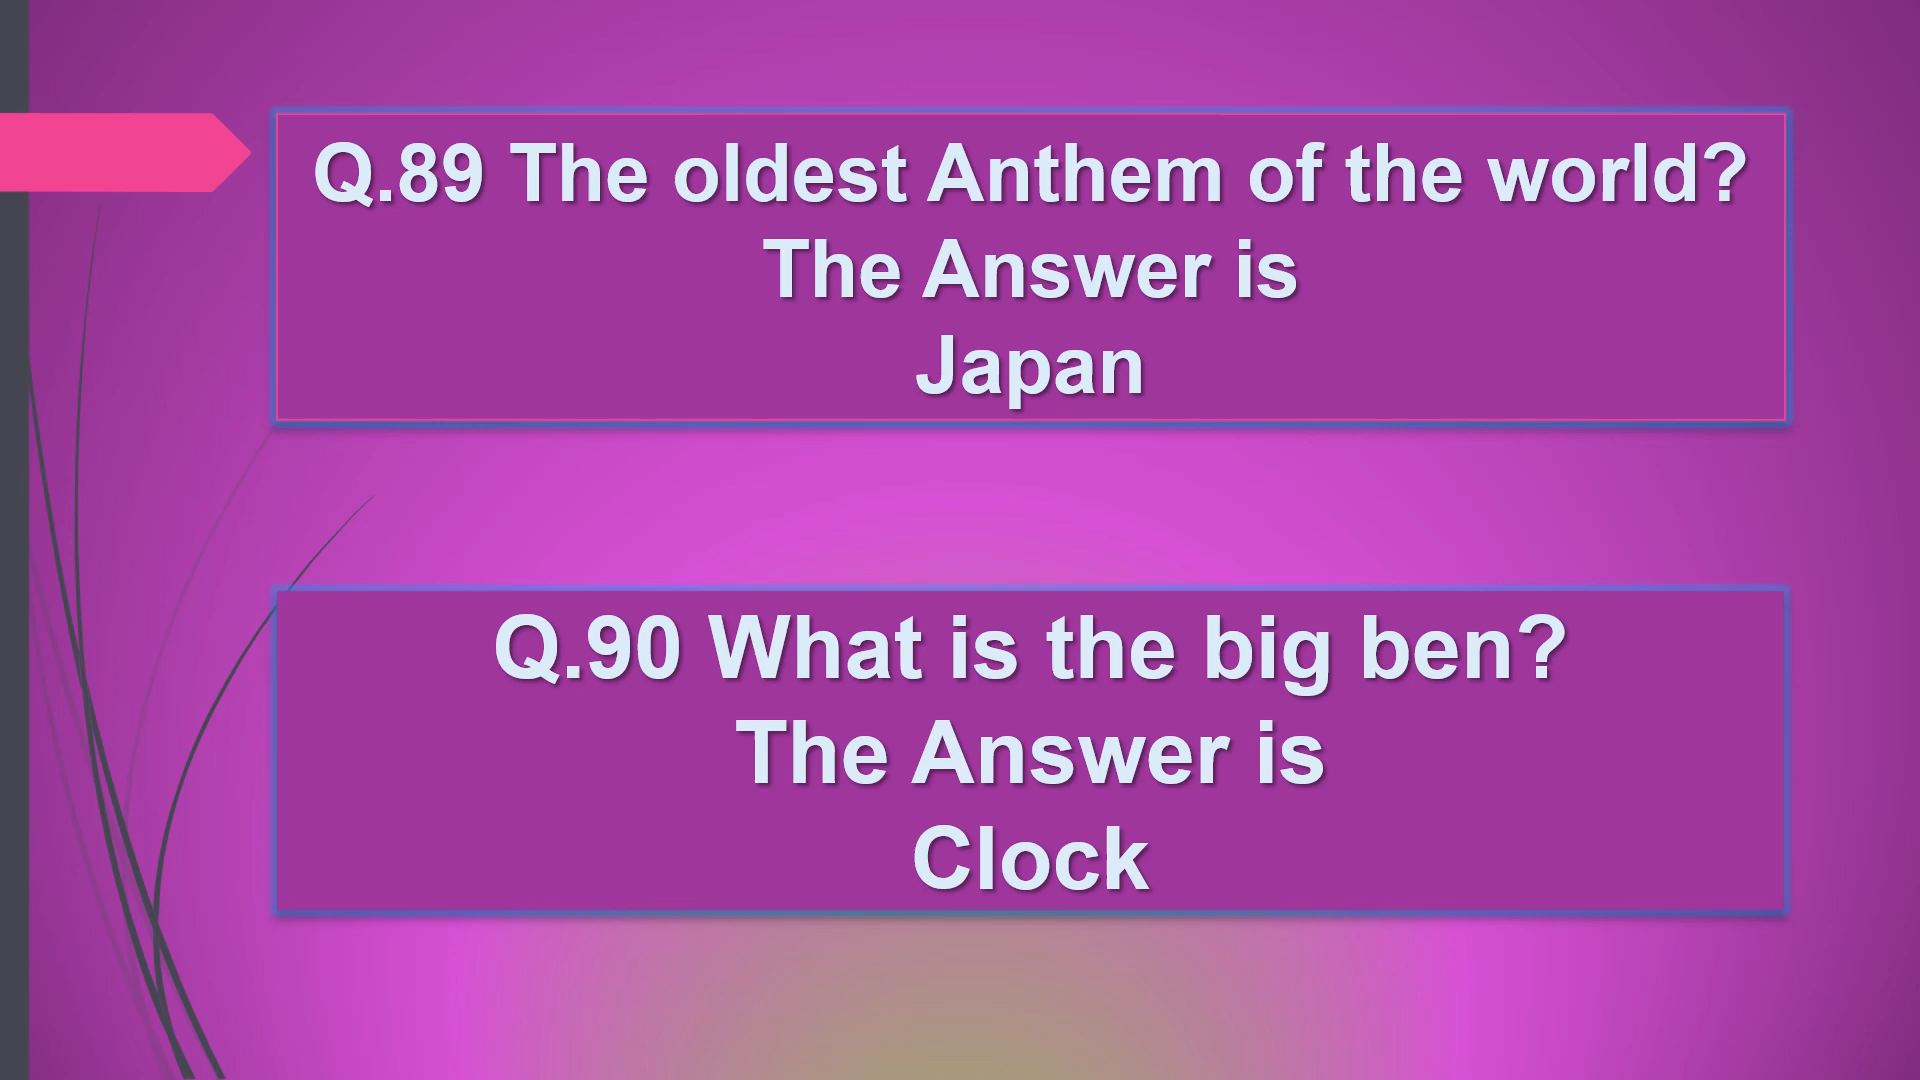 Q.89 The oldest Anthem of the world?
The Answer is
Japan
Q.90 What is the big ben?
The Answer is
Clock